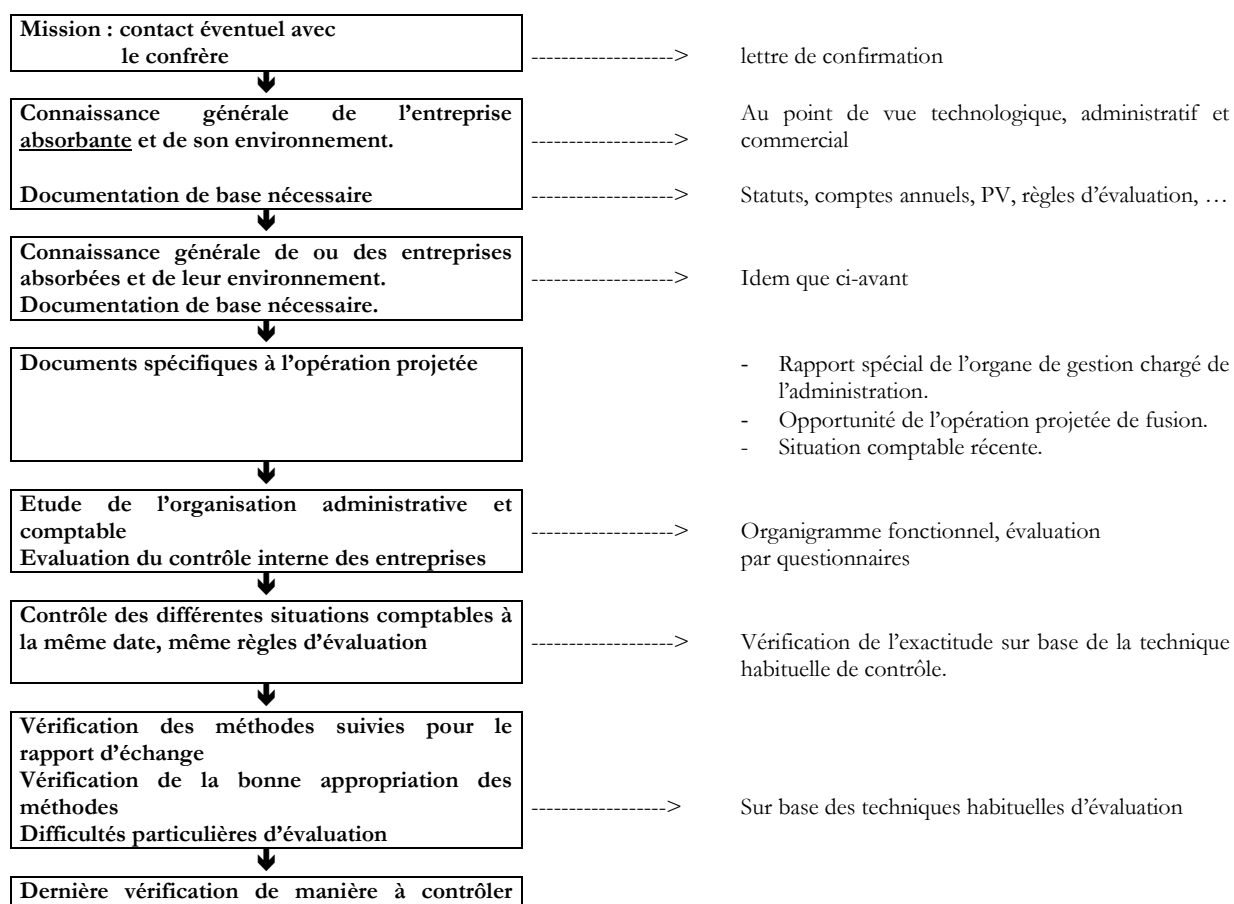 Mission : contact éventuel avec
le confrère
-------------------> lettre de confirmation
Connaissance générale de l’entreprise
absorbante et de son environnement.
-------------------> Au point de vue technologique, administratif et
commercial
Documentation de base nécessaire
-------------------> Statuts, comptes annuels, PV, règles d’évaluation, …
Connaissance générale de ou des entreprises
absorbées et de leur environnement.
Documentation de base nécessaire.
-------------------> Idem que ci-avant
Documents spécifiques à l’opération projetée
- Rapport spécial de l’organe de gestion chargé de
l’administration.
- Opportunité de l’opération projetée de fusion.
- Situation comptable récente.
Etude de l’organisation administrative et
comptable
Evaluation du contrôle interne des entreprises
-------------------> Organigramme fonctionnel, évaluation
par questionnaires
Contrôle des différentes situations comptables à
la même date, même règles d’évaluation
-------------------> Vérification de l’exactitude sur base de la technique
habituelle de contrôle.
Vérification des méthodes suivies pour le
rapport d’échange
Vérification de la bonne appropriation des
méthodes
Difficultés particulières d’évaluation
------------------> Sur base des techniques habituelles d’évaluation
Dernière vérification de manière à contrôler